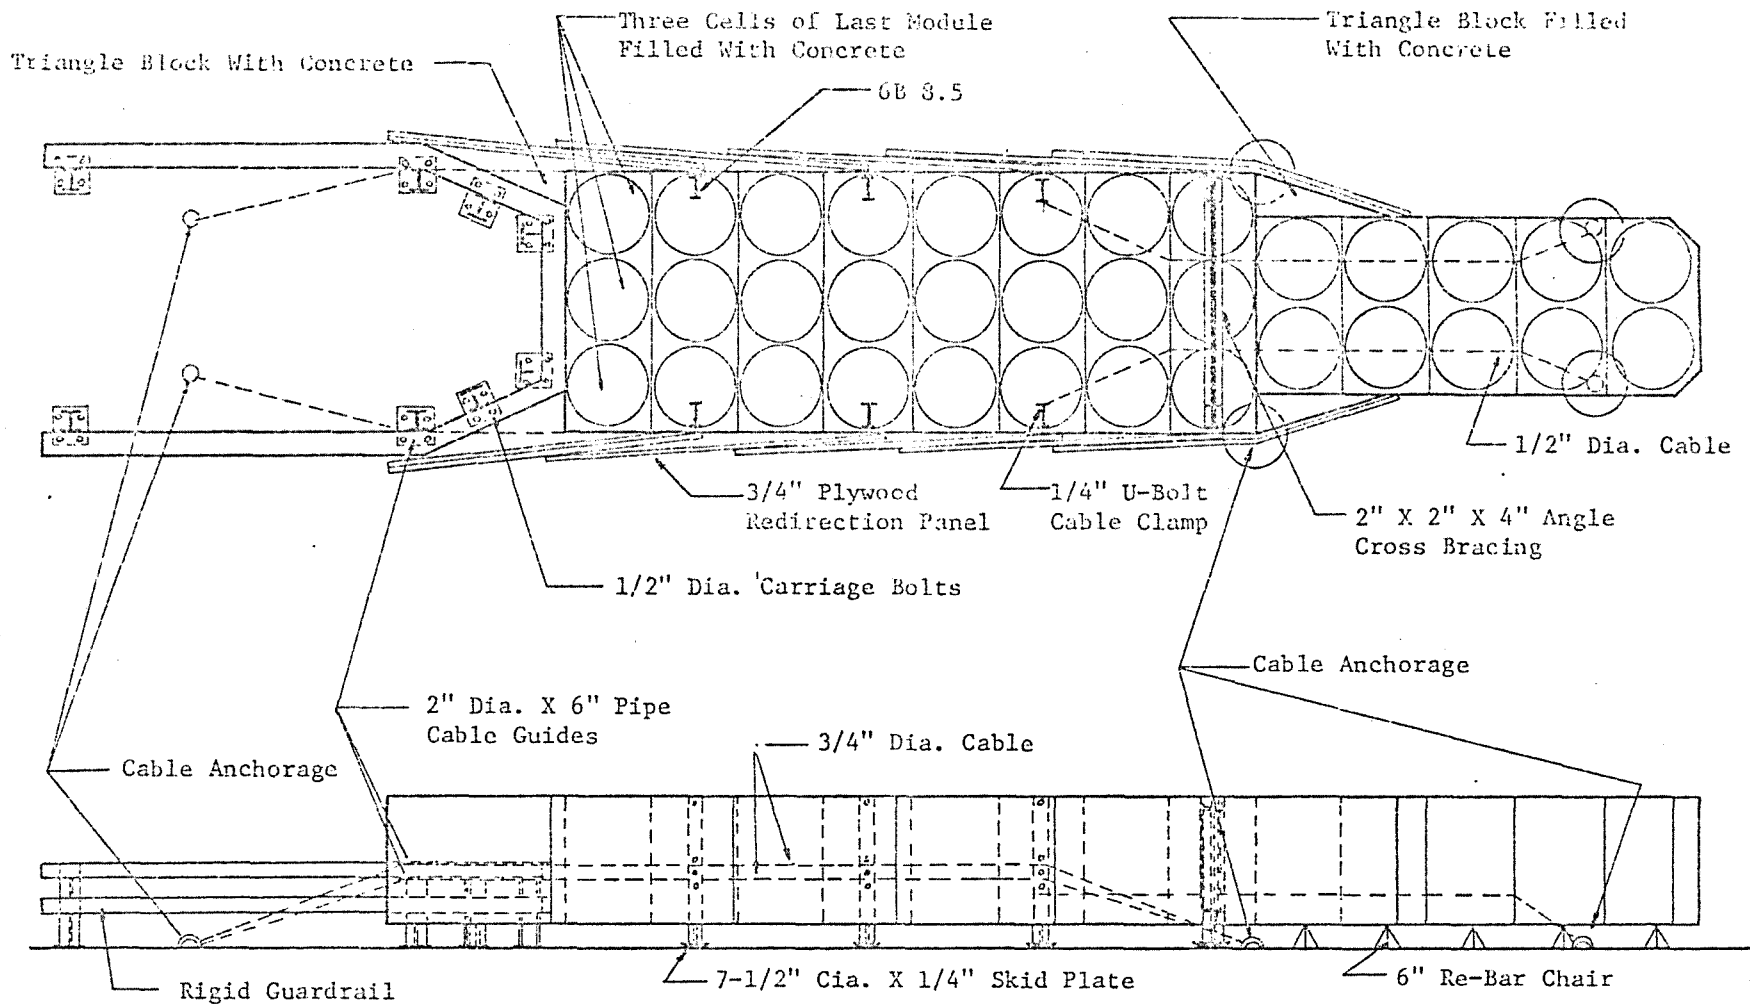 Three Cells of Last Module
Filled With Concrete
Triangle Block Filled
With Concrete
Triangle Block With Concrete
6B 8.5
1/2" Dia. Cable
3/4" Plywood
Redirection Panel
1/4" U-Bolt
Cable Clamp
2" X 2" X 4" Angle
Cross Bracing
1/2" Dia. Carriage Bolts
Cable Anchorage
2" Dia. X 6" Pipe
Cable Guides
3/4" Dia. Cable
Cable Anchorage
7-1/2" Cia. X 1/4" Skid Plate
6" Re-Bar Chair
Rigid Guardrail